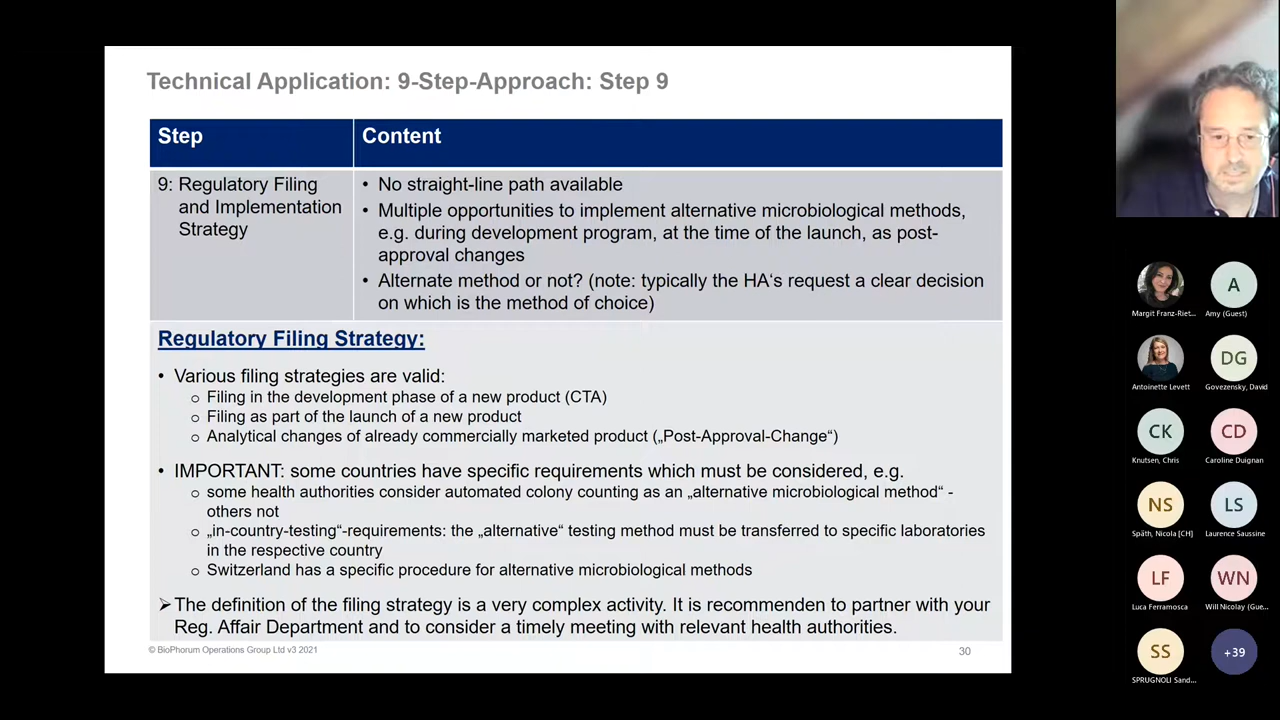 Technical Application: 9-Step-Approach: Step 9
Step
Content
9: Regulatory Filing
and Implementation
Strategy
• No straight-line path available
• Multiple opportunities to implement alternative microbiological methods,
e.g. during development program, at the time of the launch, as post-
approval changes
• Alternate method or not? (note: typically the HA‘s request a clear decision
on which is the method of choice)
Regulatory Filing Strategy:
• Various filing strategies are valid:
o Filing in the development phase of a new product (CTA)
o Filing as part of the launch of a new product
o Analytical changes of already commercially marketed product („Post-Approval-Change“)
• IMPORTANT: some countries have specific requirements which must be considered, e.g.
o some health authorities consider automated colony counting as an „alternative microbiological method“ -
others not
o „in-country-testing“-requirements: the „alternative“ testing method must be transferred to specific laboratories
in the respective country
o Switzerland has a specific procedure for alternative microbiological methods
➢The definition of the filing strategy is a very complex activity. It is recommenden to partner with your
Reg. Affair Department and to consider a timely meeting with relevant health authorities.
© BioPhorum Operations Group Ltd v3 2021
30
Margit Franz-Riet...
A
Amy (Guest)
Antoinette Levett
DG
Govezensky, David
CK
Knutsen, Chris
CD
Caroline Duignan
NS
Späth, Nicola [CH]
LS
Laurence Saussine
LF
Luca Ferramosca
WN
Will Nicolay (Gue...
SS
SPRUGNOLI Sand...
+39